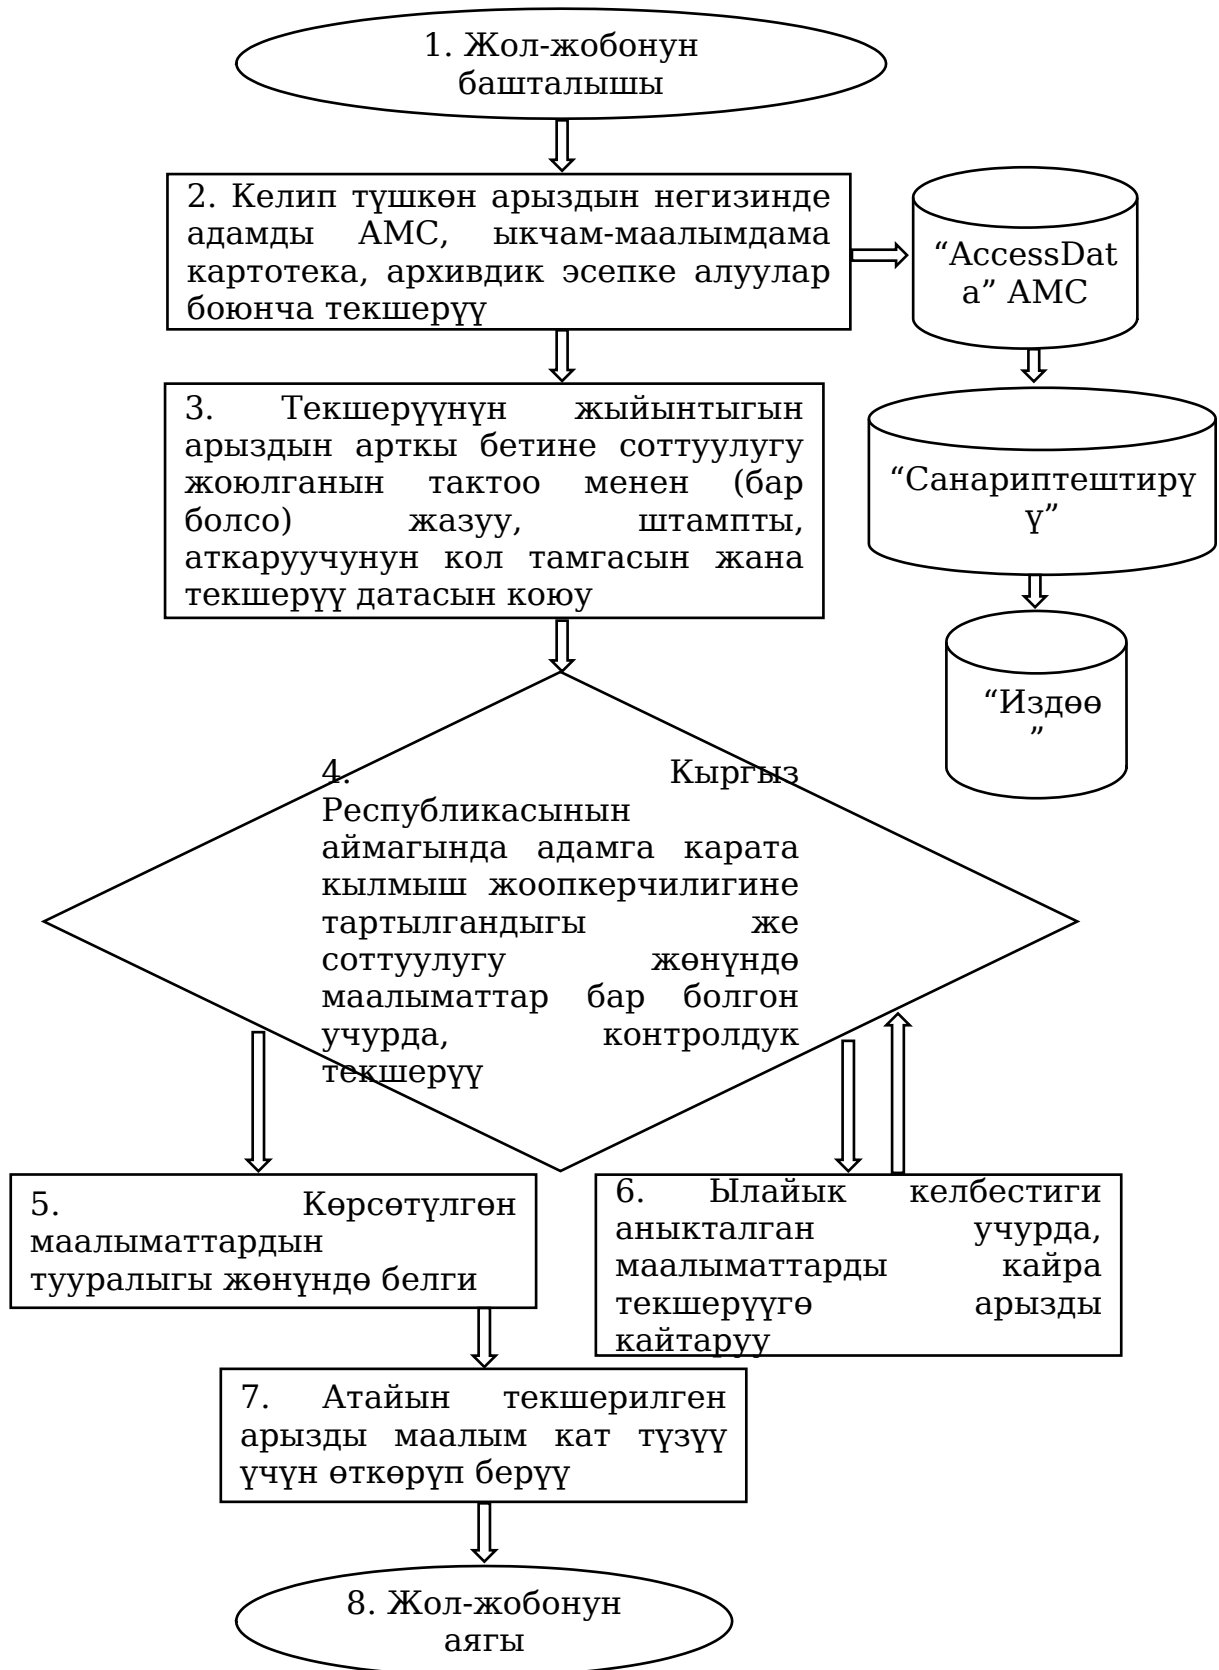 1. Жол-жобонун
башталышы
2. Келип түшкөн арыздын негизинде
адамды АМС, ыкчам-маалымдама
картотека, архивдик эсепке алуулар
боюнча текшерүү
“AccessDat
a” АМС
3. Текшерүүнүн жыйынтыгын
арыздын арткы бетине соттуулугу
жоюлганын тактоо менен (бар
болсо) жазуу, штампты,
аткаруучунун кол тамгасын жана
текшерүү датасын коюу
“Санариптештирү
ү”
“Издөө
”
4. Кыргыз
Республикасынын
аймагында адамга карата
кылмыш жоопкерчилигине
тартылгандыгы же
соттуулугу жөнүндө
маалыматтар бар болгон
учурда, контролдук
текшерүү
5. Көрсөтүлгөн
маалыматтардын
тууралыгы жөнүндө белги
6. Ылайык келбестиги
аныкталган учурда,
маалыматтарды кайра
текшерүүгө арызды
кайтаруу
7. Атайын текшерилген
арызды маалым кат түзүү
үчүн өткөрүп берүү
8. Жол-жобонун
аягы